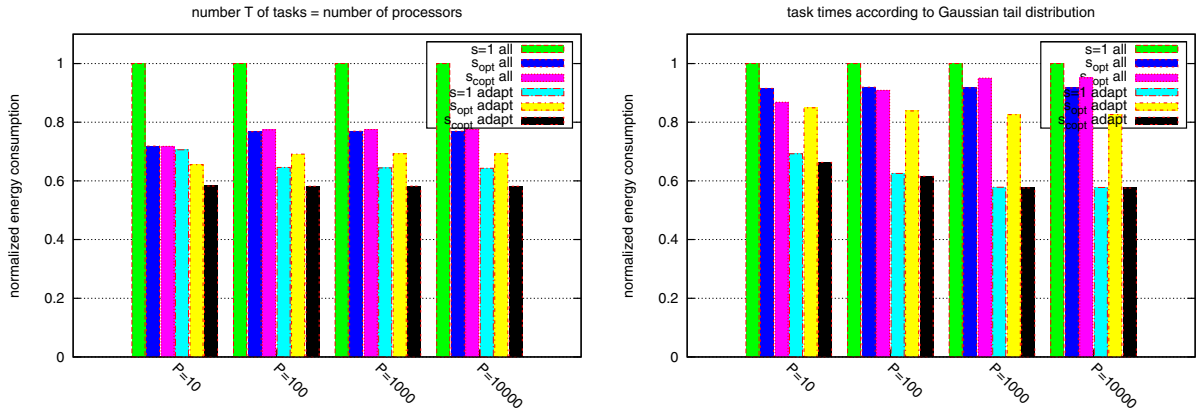 number T of tasks = number of processors
normalized energy consumption
1
0.8
0.6
0.4
0.2
0
s=1 all
s_opt all
s_copt all
s=1 adapt
s_opt adapt
s_copt adapt
P=10
P=100
P=1000
P=10000
task times according to Gaussian tail distribution
normalized energy consumption
1
0.8
0.6
0.4
0.2
0
s=1 all
s_opt all
s_copt all
s=1 adapt
s_opt adapt
s_copt adapt
P=10
P=100
P=1000
P=10000